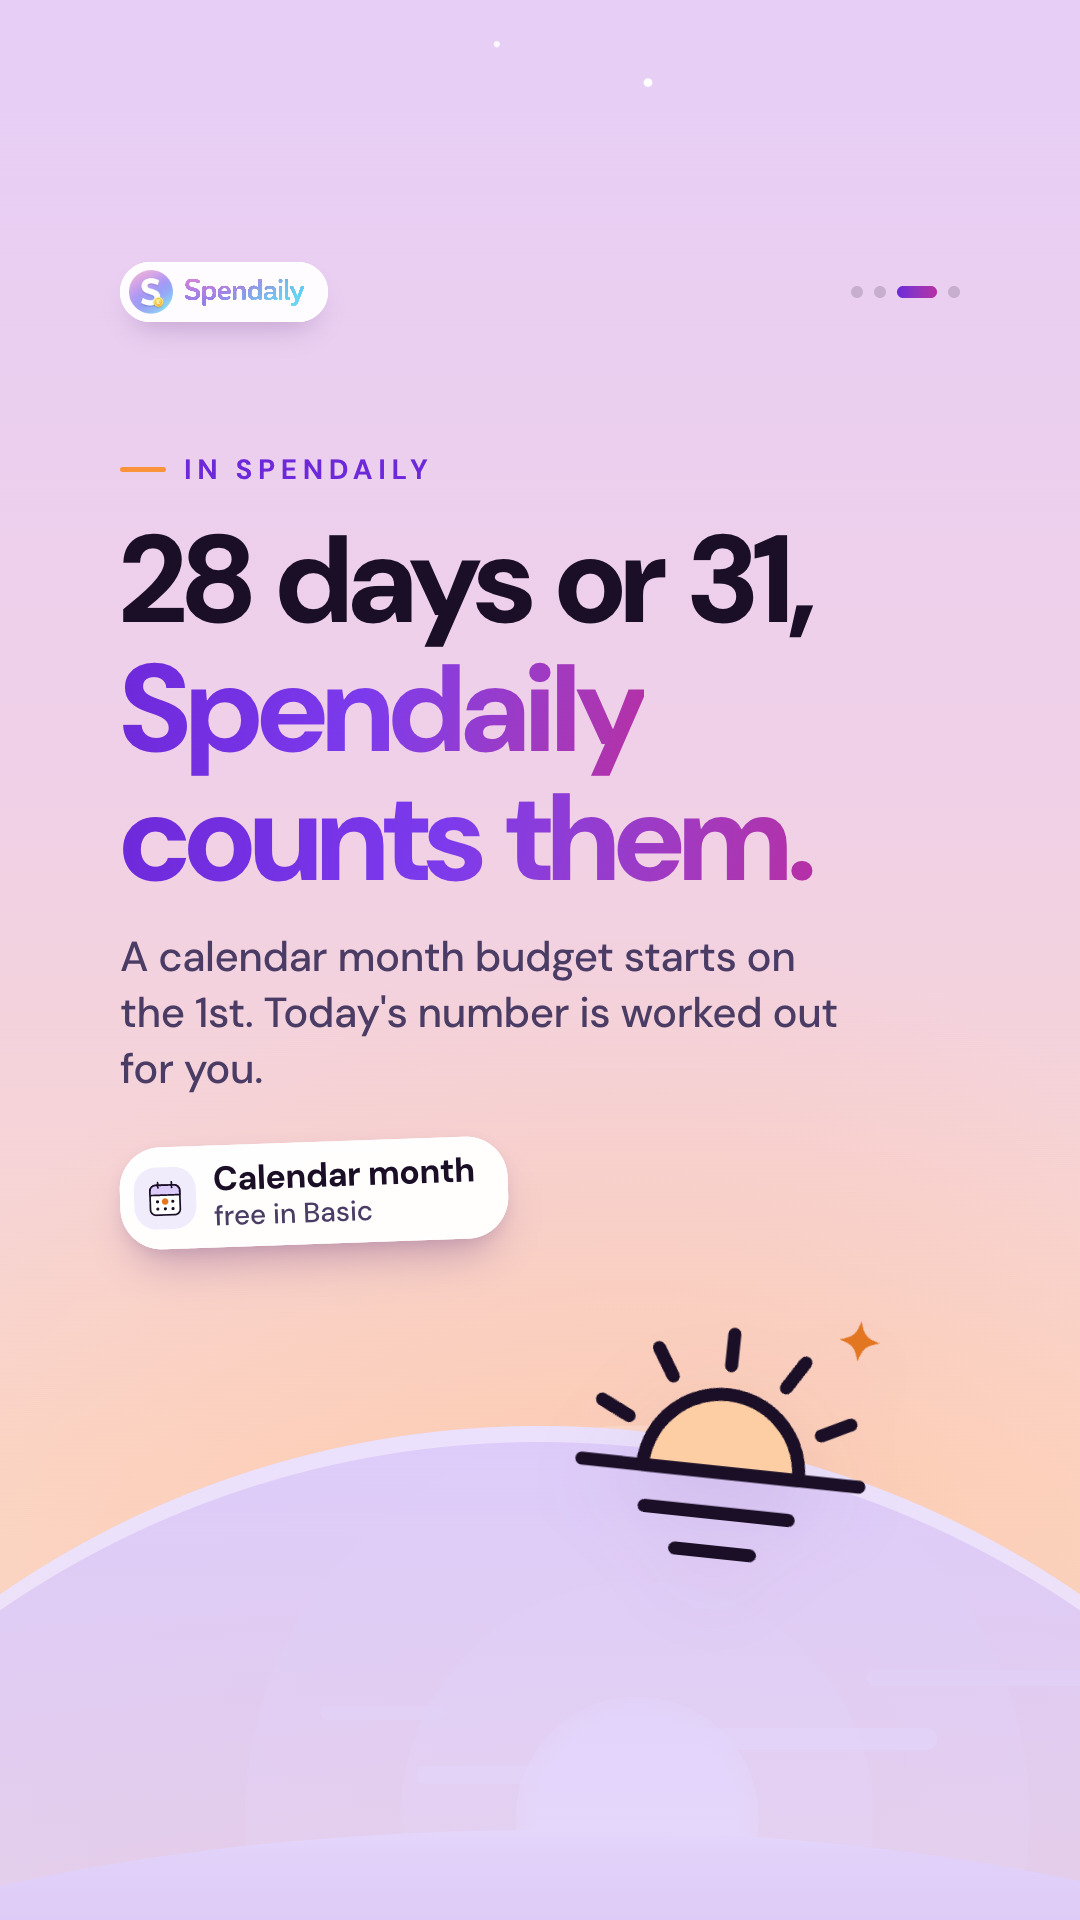 Spendaily
IN SPENDAILY
28 days or 31,
Spendaily
counts them.
A calendar month budget starts on
the 1st. Today's number is worked out
for you.
Calendar month
free in Basic